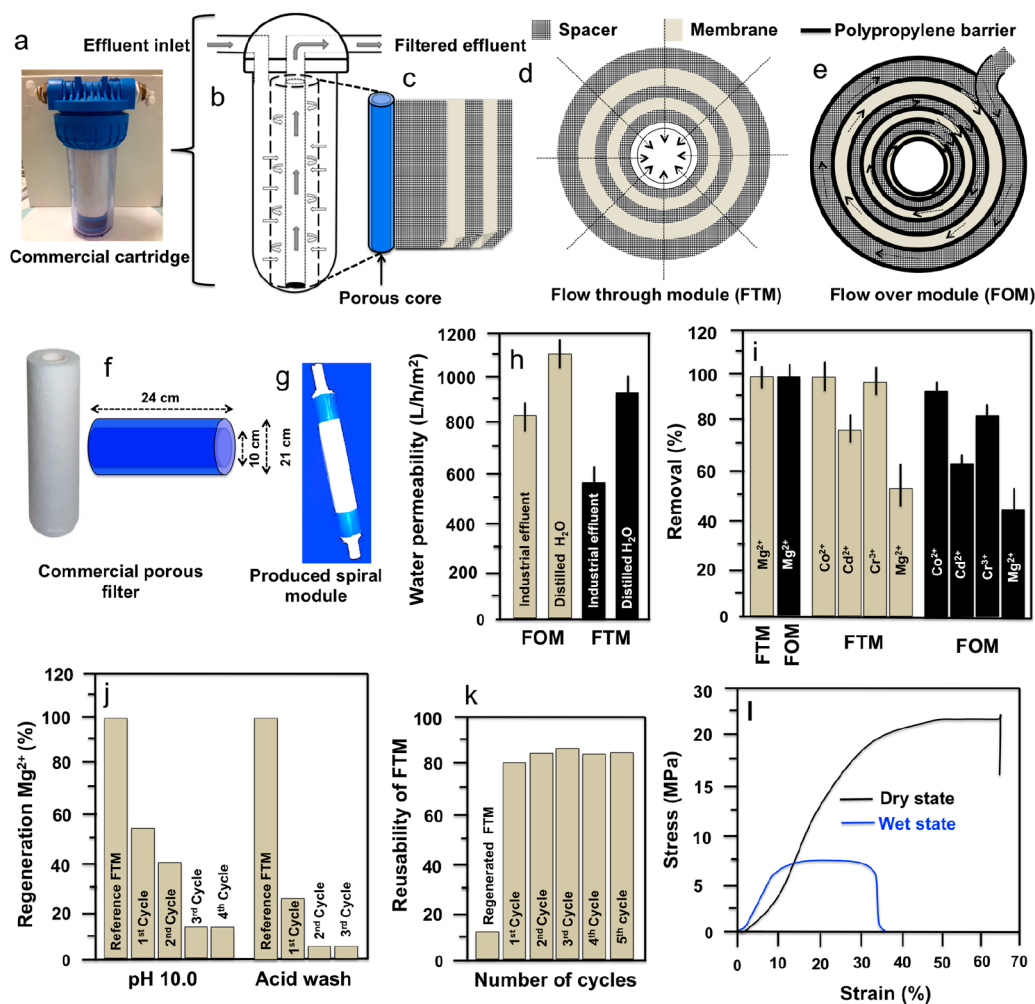 Spacer
Membrane
Polypropylene barrier
a
Effluent inlet
Filtered effluent
b
c
d
e
Commercial cartridge
Porous core
Flow through module (FTM)
Flow over module (FOM)
f
24 cm
10 cm
21 cm
Commercial porous
filter
g
Produced spiral
module
h
Water permeability (L/h/m²)
1200
1000
800
600
400
200
0
Industrial effluent
Distilled H₂O
Industrial effluent
Distilled H₂O
FOM
FTM
i
Removal (%)
120
100
80
60
40
20
0
Mg²⁺
Mg²⁺
Co²⁺
Cd²⁺
Cr³⁺
Mg²⁺
Co²⁺
Cd²⁺
Cr³⁺
Mg²⁺
FTM
FOM
FTM
FOM
j
Regeneration Mg²⁺ (%)
120
100
80
60
40
20
0
Reference FTM
1ˢᵗ Cycle
2ⁿᵈ Cycle
3ʳᵈ Cycle
4ᵗʰ Cycle
Reference FTM
1ˢᵗ Cycle
2ⁿᵈ Cycle
3ʳᵈ Cycle
pH 10.0
Acid wash
k
Reusability of FTM
100
80
60
40
20
0
Regenerated FTM
1ˢᵗ Cycle
2ⁿᵈ Cycle
3ʳᵈ Cycle
4ᵗʰ Cycle
5ᵗʰ Cycle
Number of cycles
l
Stress (MPa)
30
20
20
15
10
5
0
Dry state
Wet state
0
10
20
30
40
50
60
70
Strain (%)